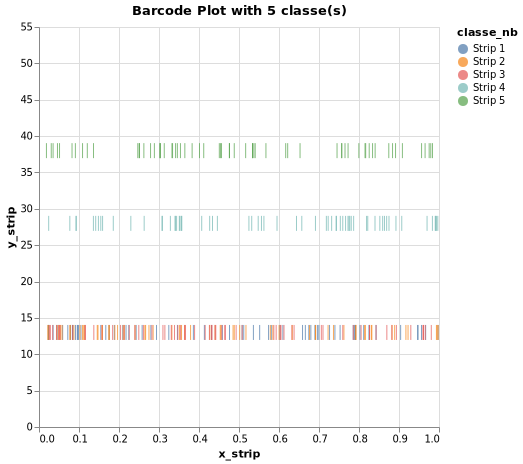 Barcode Plot with 5 classe(s)
classe_nb
Strip 1
Strip 2
Strip 3
Strip 4
Strip 5
y_strip
55
50
45
40
35
30
25
20
15
10
5
0
0.0 0.1 0.2 0.3 0.4 0.5 0.6 0.7 0.8 0.9 1.0
x_strip